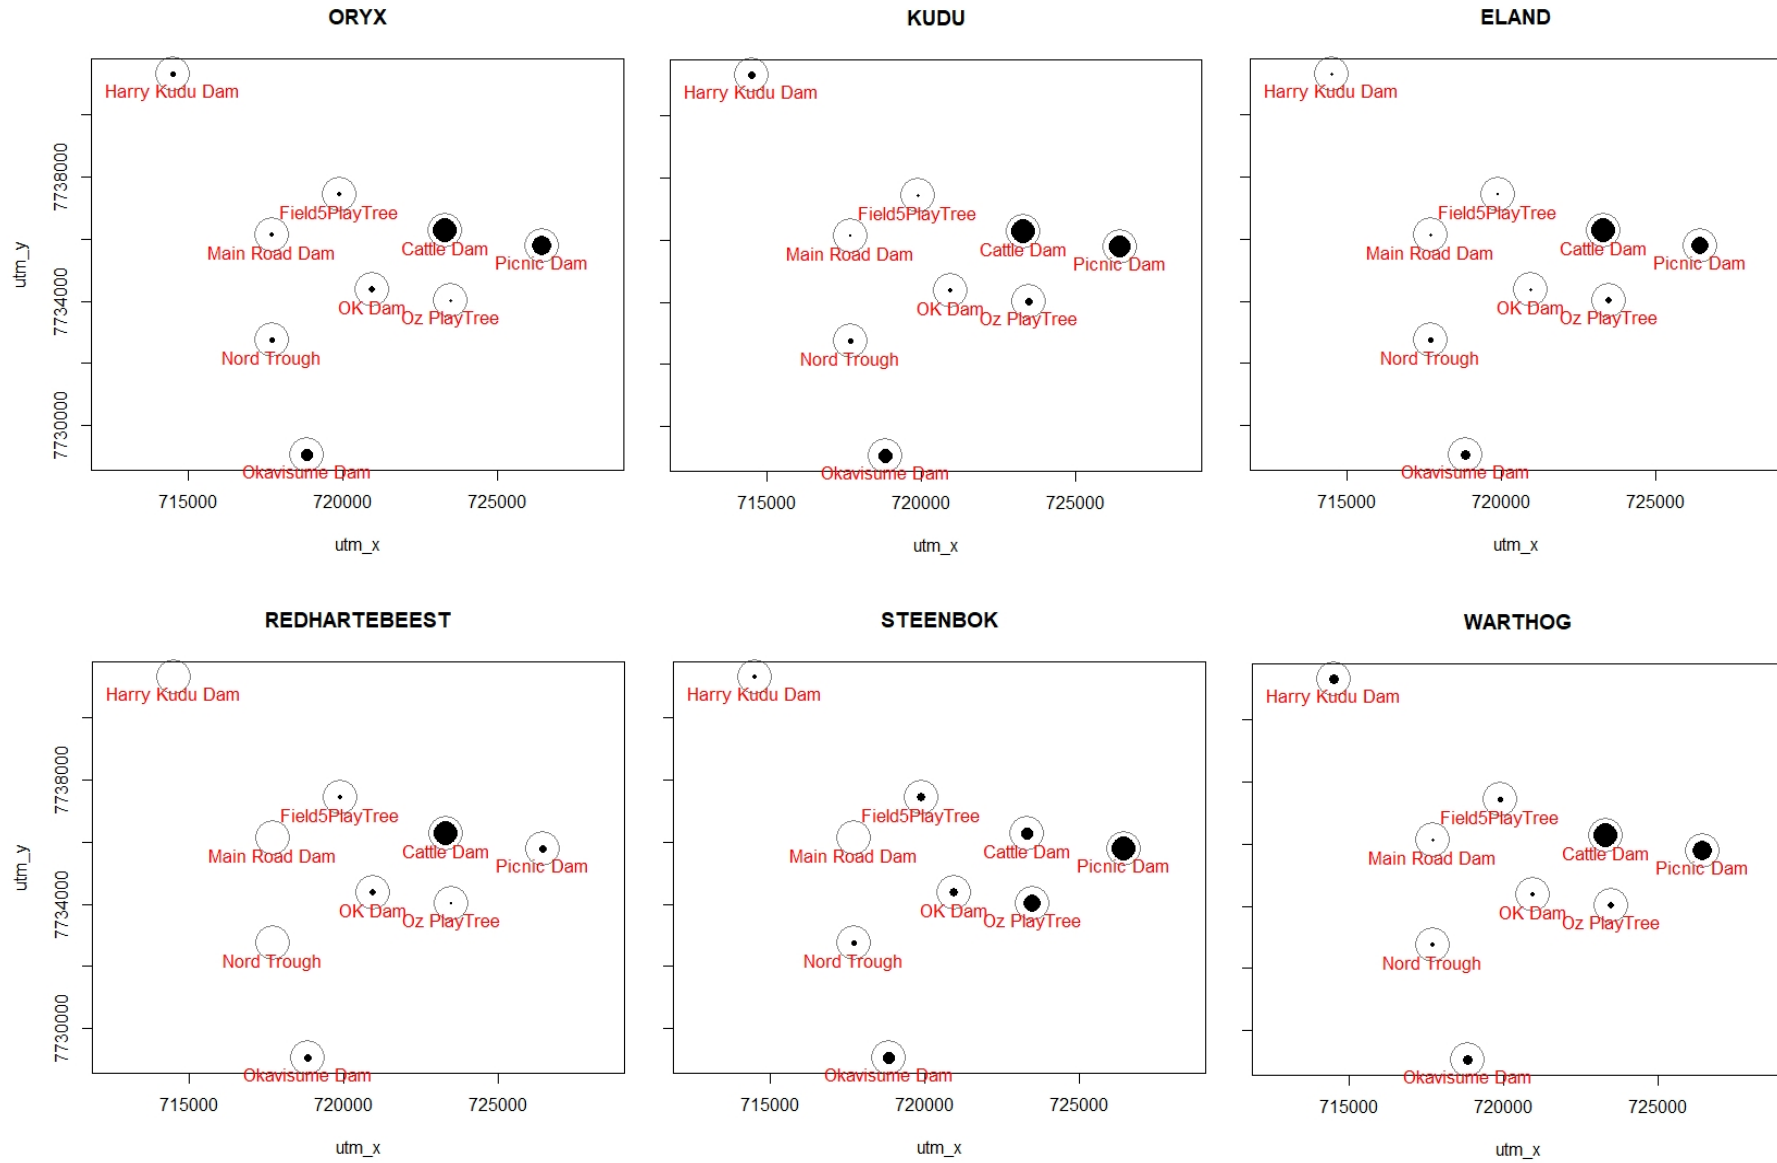 ORYX
KUDU
ELAND
Harry Kudu Dam
Harry Kudu Dam
Harry Kudu Dam
7738000
Field5PlayTree
Field5PlayTree
Field5PlayTree
Main Road Dam
Cattle Dam
Main Road Dam
Cattle Dam
Main Road Dam
Cattle Dam
utm_y
Picnic Dam
Picnic Dam
Picnic Dam
7734000
OK Dam
Oz PlayTree
OK Dam
Oz PlayTree
OK Dam
Oz PlayTree
Nord Trough
Nord Trough
Nord Trough
7730000
Okavisume Dam
Okavisume Dam
Okavisume Dam
715000 720000 725000
715000 720000 725000
715000 720000 725000
utm_x
utm_x
utm_x
REDHARTEBEEST
STEENBOK
WARTHOG
Harry Kudu Dam
Harry Kudu Dam
Harry Kudu Dam
7738000
Field5PlayTree
Field5PlayTree
Field5PlayTree
Main Road Dam
Cattle Dam
Main Road Dam
Cattle Dam
Main Road Dam
Cattle Dam
utm_y
Picnic Dam
Picnic Dam
Picnic Dam
7734000
OK Dam
Oz PlayTree
OK Dam
Oz PlayTree
OK Dam
Oz PlayTree
Nord Trough
Nord Trough
Nord Trough
7730000
Okavisume Dam
Okavisume Dam
Okavisume Dam
715000 720000 725000
715000 720000 725000
715000 720000 725000
utm_x
utm_x
utm_x